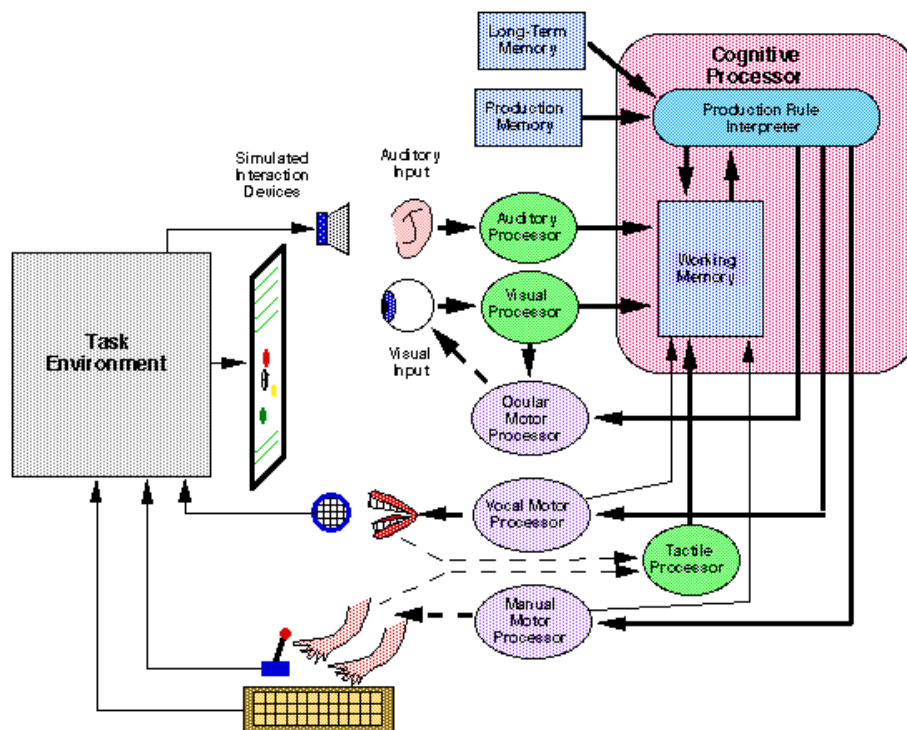 Long-Term
Memory
Cognitive
Processor
Production
Memory
Production Rule
Interpreter
Simulated
Interaction
Devices
Auditory
Input
Auditory
Processor
Working
Memory
Visual
Processor
Task
Environment
Visual
Input
Ocular
Motor
Processor
Vocal Motor
Processor
Tactile
Processor
Manual
Motor
Processor